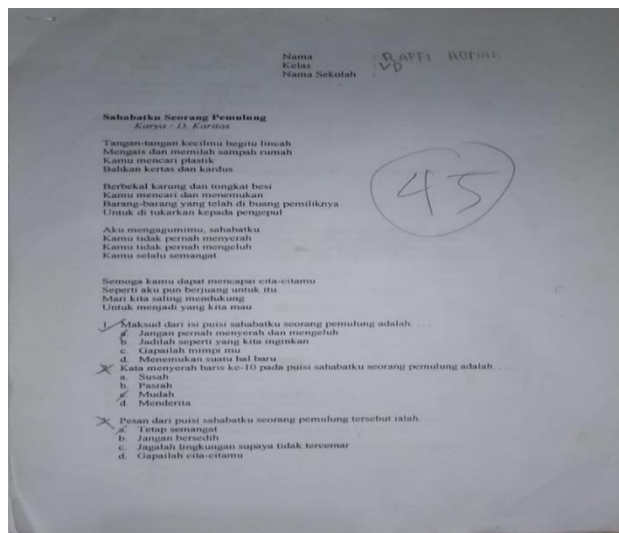 Nama : RAFFI ADRIAN
Kelas : VD
Nama Sekolah :
Sahabatku Seorang Pemulung
Karya : D. Karitas
Tangan-tangan kecilmu begitu lincah
Mengais dan memilah sampah rumah
Kamu mencari plastik
Bahkan kertas dan kardus
Berbekal karung dan tongkat besi
Kamu mencari dan menemukan
Barang-barang yang telah di buang pemiliknya
Untuk di tukarkan kepada pengepul
45
Aku mengagumimu, sahabatku
Kamu tidak pernah menyerah
Kamu tidak pernah mengeluh
Kamu selalu semangat
Semoga kamu dapat mencapai cita-citamu
Seperti aku pun berjuang untuk itu
Mari kita saling mendukung
Untuk menjadi yang kita mau
1. Maksud dari isi puisi sahabatku seorang pemulung adalah. . . .
a. Jangan pernah menyerah dan mengeluh
b. Jadilah seperti yang kita inginkan
c. Gapailah mimpi mu
d. Menemukan suatu hal baru
Kata menyerah baris ke-10 pada puisi sahabatku seorang pemulung adalah. . . .
a. Susah
b. Pasrah
c. Mudah
d. Menderita
Pesan dari puisi sahabatku seorang pemulung tersebut ialah. . . .
a. Tetap semangat
b. Jangan bersedih
c. Jagalah lingkungan supaya tidak tercemar
d. Gapailah cita-citamu